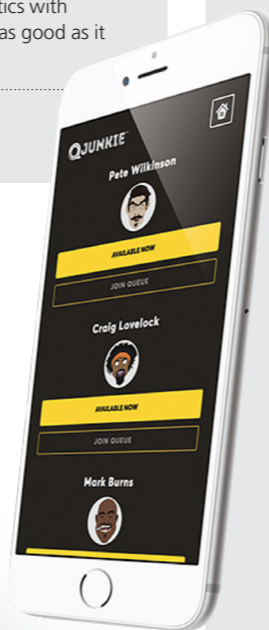 tics with
as good as it
QJUNKIE™
Pete Wilkinson
AVAILABLE NOW
JOIN QUEUE
Craig Lovelock
AVAILABLE NOW
JOIN QUEUE
Mark Burns